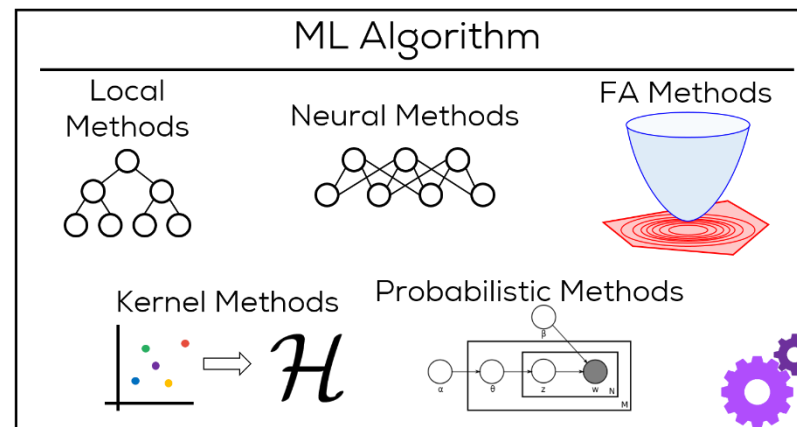 ML Algorithm
Local
Methods
Neural Methods
FA Methods
Kernel Methods
H
Probabilistic Methods
β
α
θ
z
w
N
M